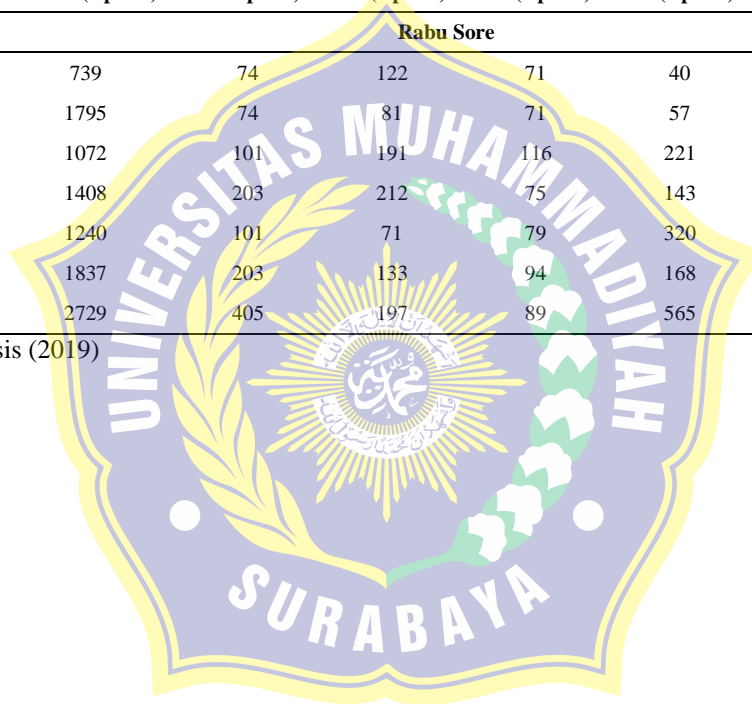 Rabu Sore
739 74 122 71 40
1795 74 81 71 57
1072 101 191 116 221
1408 203 212 75 143
1240 101 71 79 320
1837 203 133 94 168
2729 405 197 89 565
sis (2019)
UNIVERSITAS MUHAMMADIYAH
SURABAYA